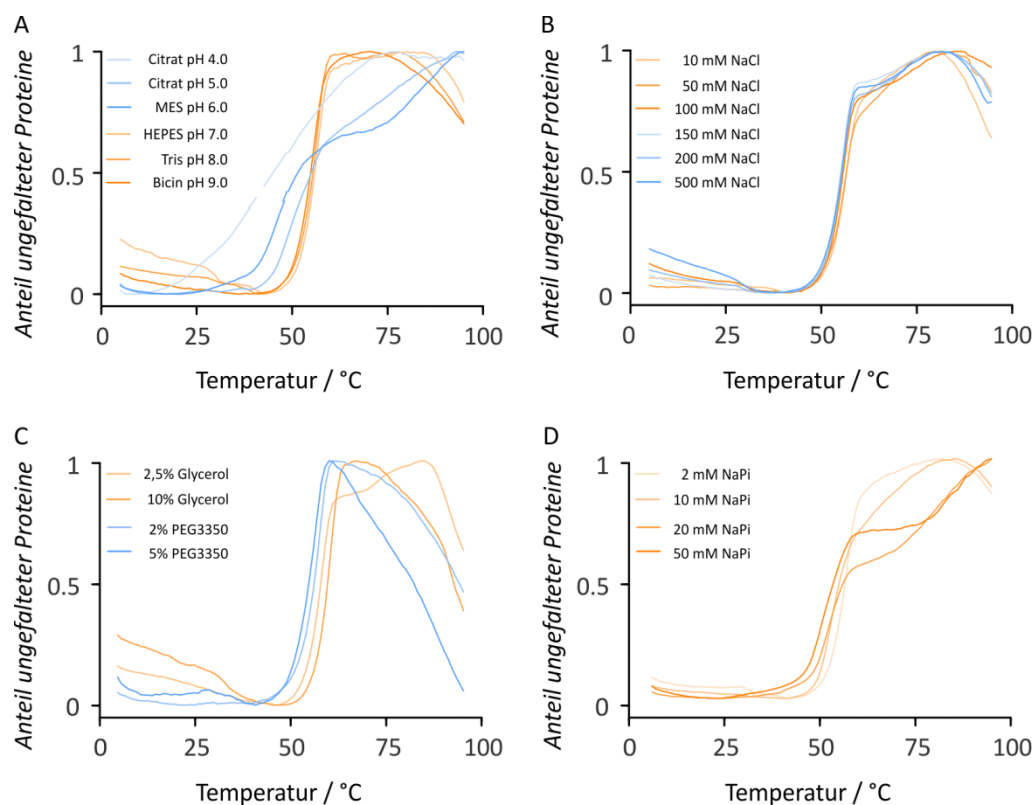 A
Anteil ungefalteter Proteine
1
0.5
0
Citrat pH 4.0
Citrat pH 5.0
MES pH 6.0
HEPES pH 7.0
Tris pH 8.0
Bicin pH 9.0
0 25 50 75 100
Temperatur / °C
B
Anteil ungefalteter Proteine
1
0.5
0
10 mM NaCl
50 mM NaCl
100 mM NaCl
150 mM NaCl
200 mM NaCl
500 mM NaCl
0 25 50 75 100
Temperatur / °C
C
Anteil ungefalteter Proteine
1
0.5
0
2,5% Glycerol
10% Glycerol
2% PEG3350
5% PEG3350
0 25 50 75 100
Temperatur / °C
D
Anteil ungefalteter Proteine
1
0.5
0
2 mM NaPi
10 mM NaPi
20 mM NaPi
50 mM NaPi
0 25 50 75 100
Temperatur / °C